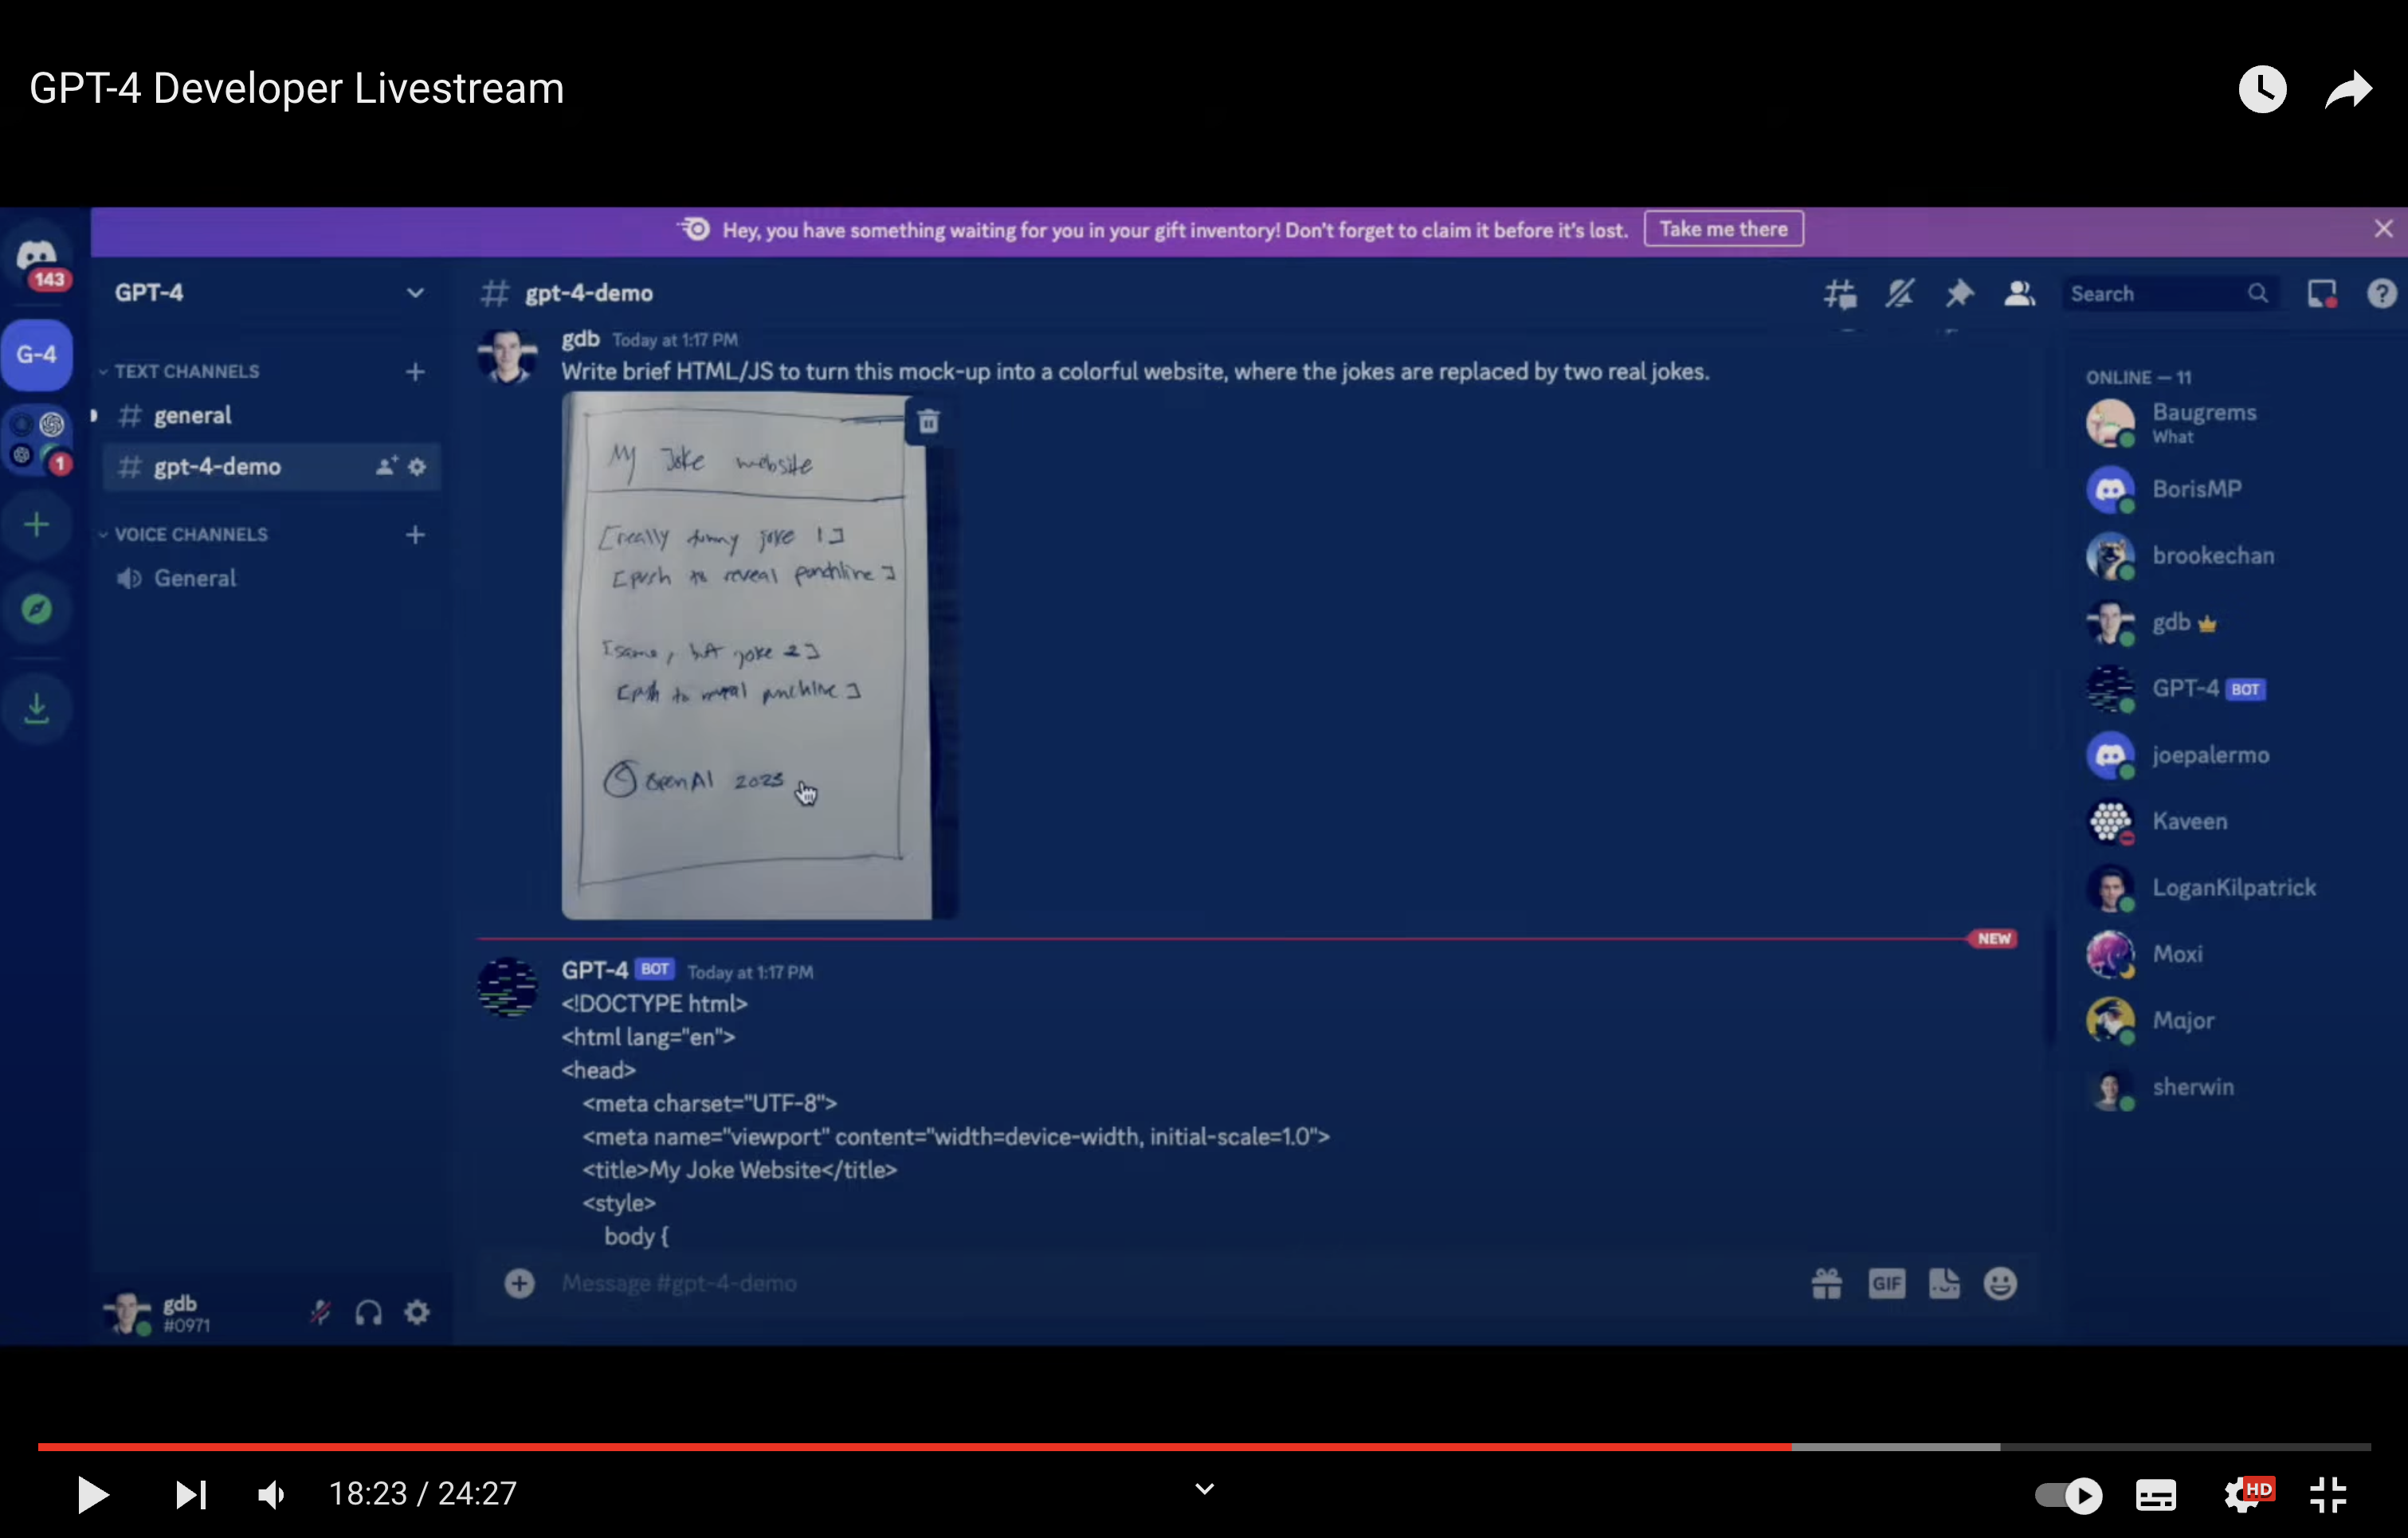 GPT-4 Developer Livestream
Hey, you have something waiting for you in your gift inventory! Don't forget to claim it before it's lost.
Take me there
143
G-4
1
GPT-4
TEXT CHANNELS
# general
# gpt-4-demo
VOICE CHANNELS
General
gdb
#0971
# gpt-4-demo
Search
gdb Today at 1:17 PM
Write brief HTML/JS to turn this mock-up into a colorful website, where the jokes are replaced by two real jokes.
My Joke website
[really funny joke 1]
[push to reveal punchline]
[same, but joke 2]
[push to reveal punchline]
© OpenAI 2023
NEW
GPT-4 BOT Today at 1:17 PM
<!DOCTYPE html>
<html lang="en">
<head>
<meta charset="UTF-8">
<meta name="viewport" content="width=device-width, initial-scale=1.0">
<title>My Joke Website</title>
<style>
body {
Message #gpt-4-demo
GIF
ONLINE — 11
Baugrems
What
BorisMP
brookechan
gdb
GPT-4 BOT
joepalermo
Kaveen
LoganKilpatrick
Moxi
Major
sherwin
18:23 / 24:27
HD